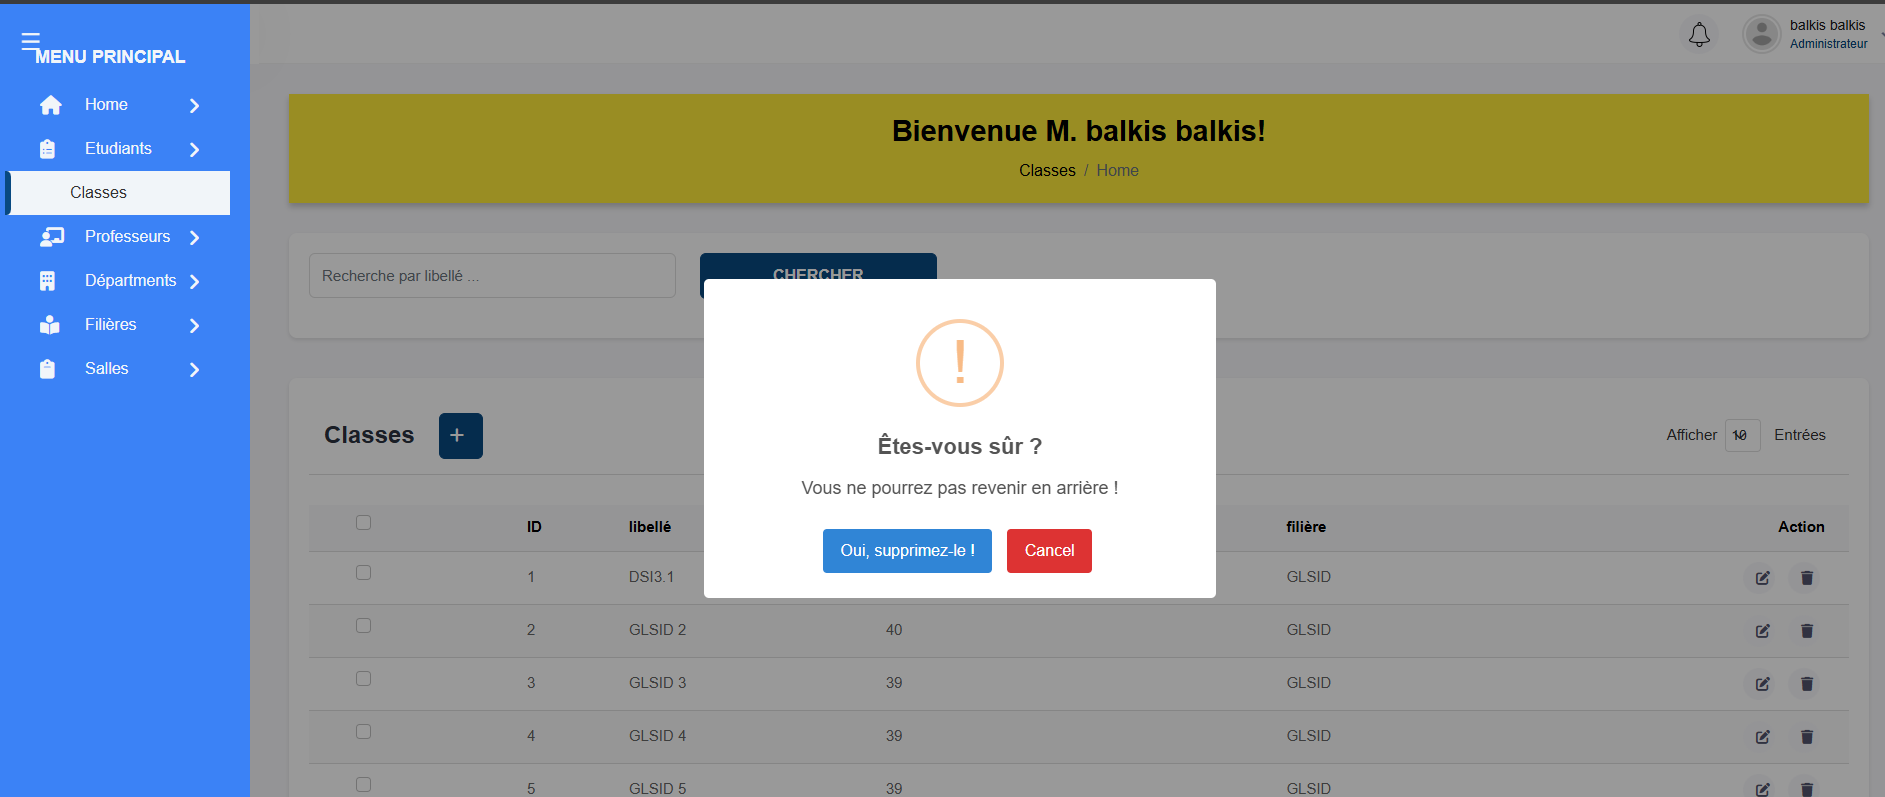 MENU PRINCIPAL
Home
Etudiants
Classes
Professeurs
Départments
Filières
Salles
balkis balkis
Administrateur
Bienvenue M. balkis balkis!
Classes / Home
Recherche par libellé ...
CHERCHER
!
Êtes-vous sûr ?
Vous ne pourrez pas revenir en arrière !
Oui, supprimez-le ! Cancel
Classes +
Afficher 10 Entrées
ID libellé filière Action
1 DSI3.1 GLSID
2 GLSID 2 40 GLSID
3 GLSID 3 39 GLSID
4 GLSID 4 39 GLSID
5 GLSID 5 39 GLSID